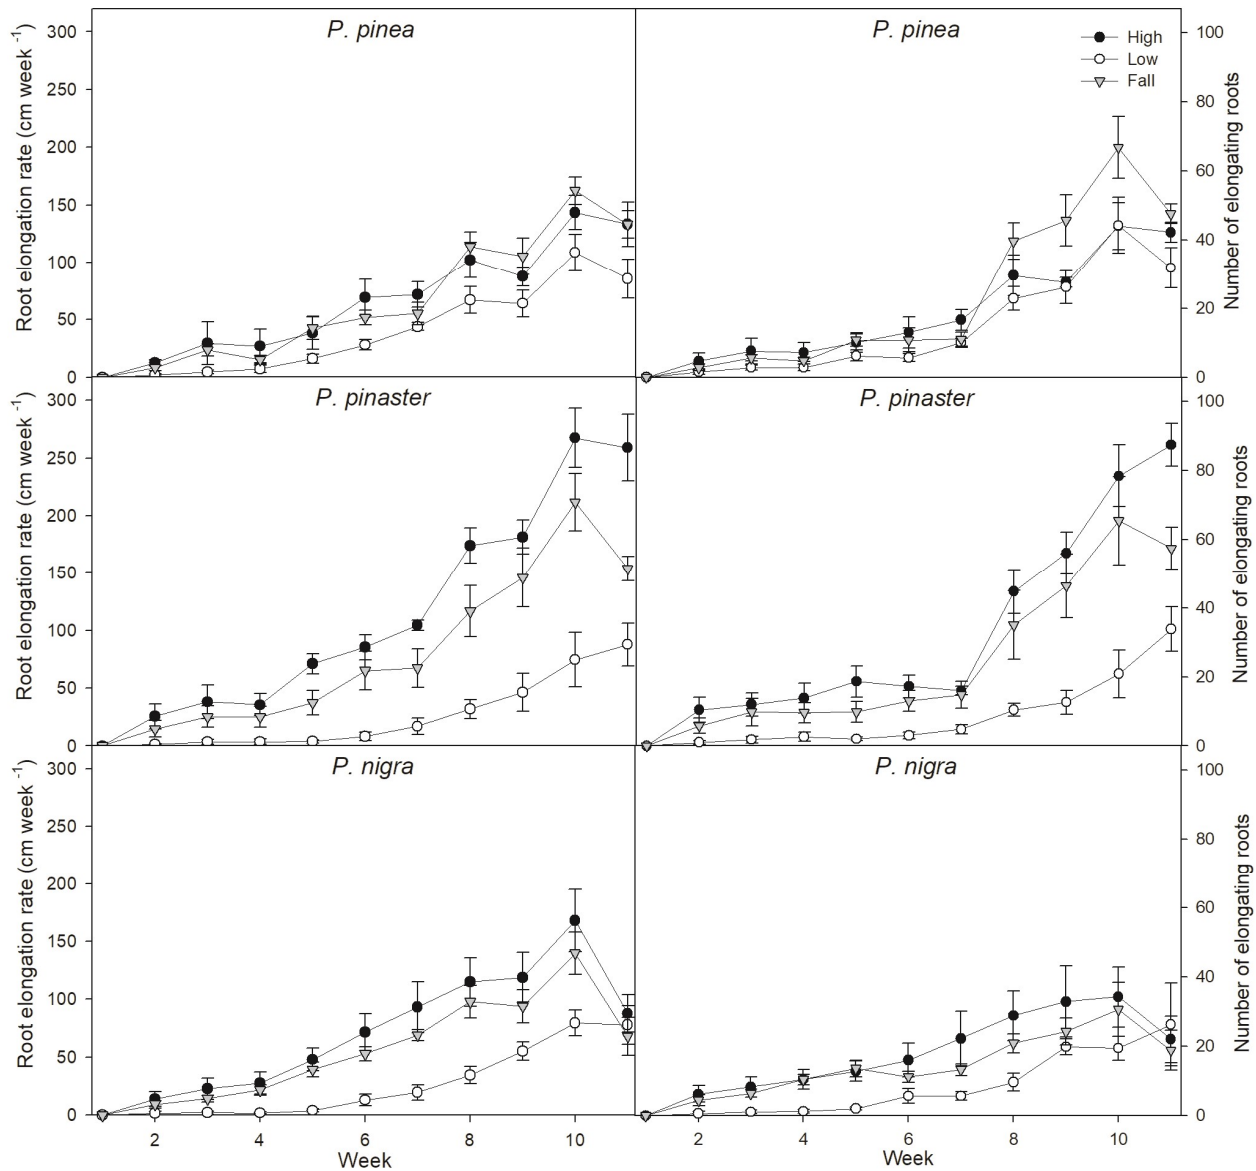 P. pinea
P. pinea
High
Low
Fall
Root elongation rate (cm week -1)
300
250
200
150
100
50
0
100
80
60
40
20
0
Number of elongating roots
P. pinaster
P. pinaster
Root elongation rate (cm week -1)
300
250
200
150
100
50
0
100
80
60
40
20
0
Number of elongating roots
P. nigra
P. nigra
Root elongation rate (cm week -1)
300
250
200
150
100
50
0
100
80
60
40
20
0
Number of elongating roots
2 4 6 8 10
2 4 6 8 10
Week
Week